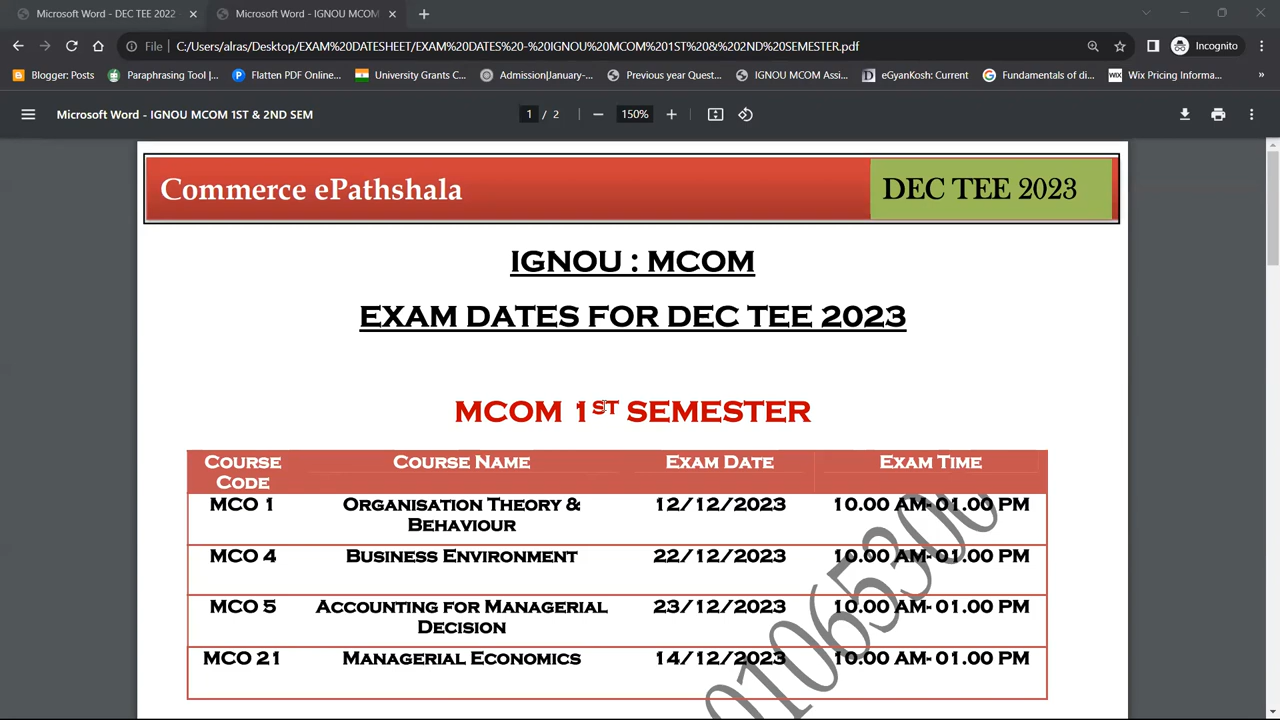 Microsoft Word - DEC TEE 2022
Microsoft Word - IGNOU MCOM
File
C:/Users/alras/Desktop/EXAM%20DATESHEET/EXAM%20DATES%20-%20IGNOU%20MCOM%201ST%20&%202ND%20SEMESTER.pdf
Incognito
Blogger: Posts
Paraphrasing Tool |...
Flatten PDF Online...
University Grants C...
Admission|January-...
Previous year Quest...
IGNOU MCOM Assi...
eGyanKosh: Current
Fundamentals of di...
Wix Pricing Informa...
»
Microsoft Word - IGNOU MCOM 1ST & 2ND SEM
1 / 2
150%
Commerce ePathshala
DEC TEE 2023
IGNOU : MCOM
EXAM DATES FOR DEC TEE 2023
MCOM 1ST SEMESTER
COURSE CODE COURSE NAME EXAM DATE EXAM TIME
MCO 1 ORGANISATION THEORY & BEHAVIOUR 12/12/2023 10.00 AM- 01.00 PM
MCO 4 BUSINESS ENVIRONMENT 22/12/2023 10.00 AM- 01.00 PM
MCO 5 ACCOUNTING FOR MANAGERIAL DECISION 23/12/2023 10.00 AM- 01.00 PM
MCO 21 MANAGERIAL ECONOMICS 14/12/2023 10.00 AM- 01.00 PM